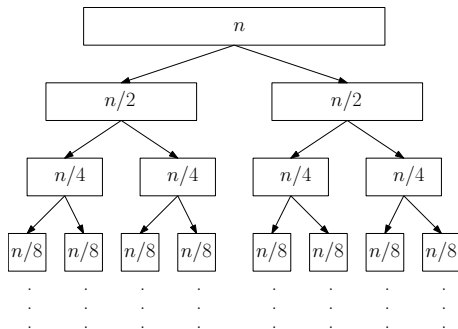 n
n/2 n/2
n/4 n/4 n/4 n/4
n/8 n/8 n/8 n/8 n/8 n/8 n/8 n/8
. . . . . . . .
. . . . . . . .
. . . . . . . .